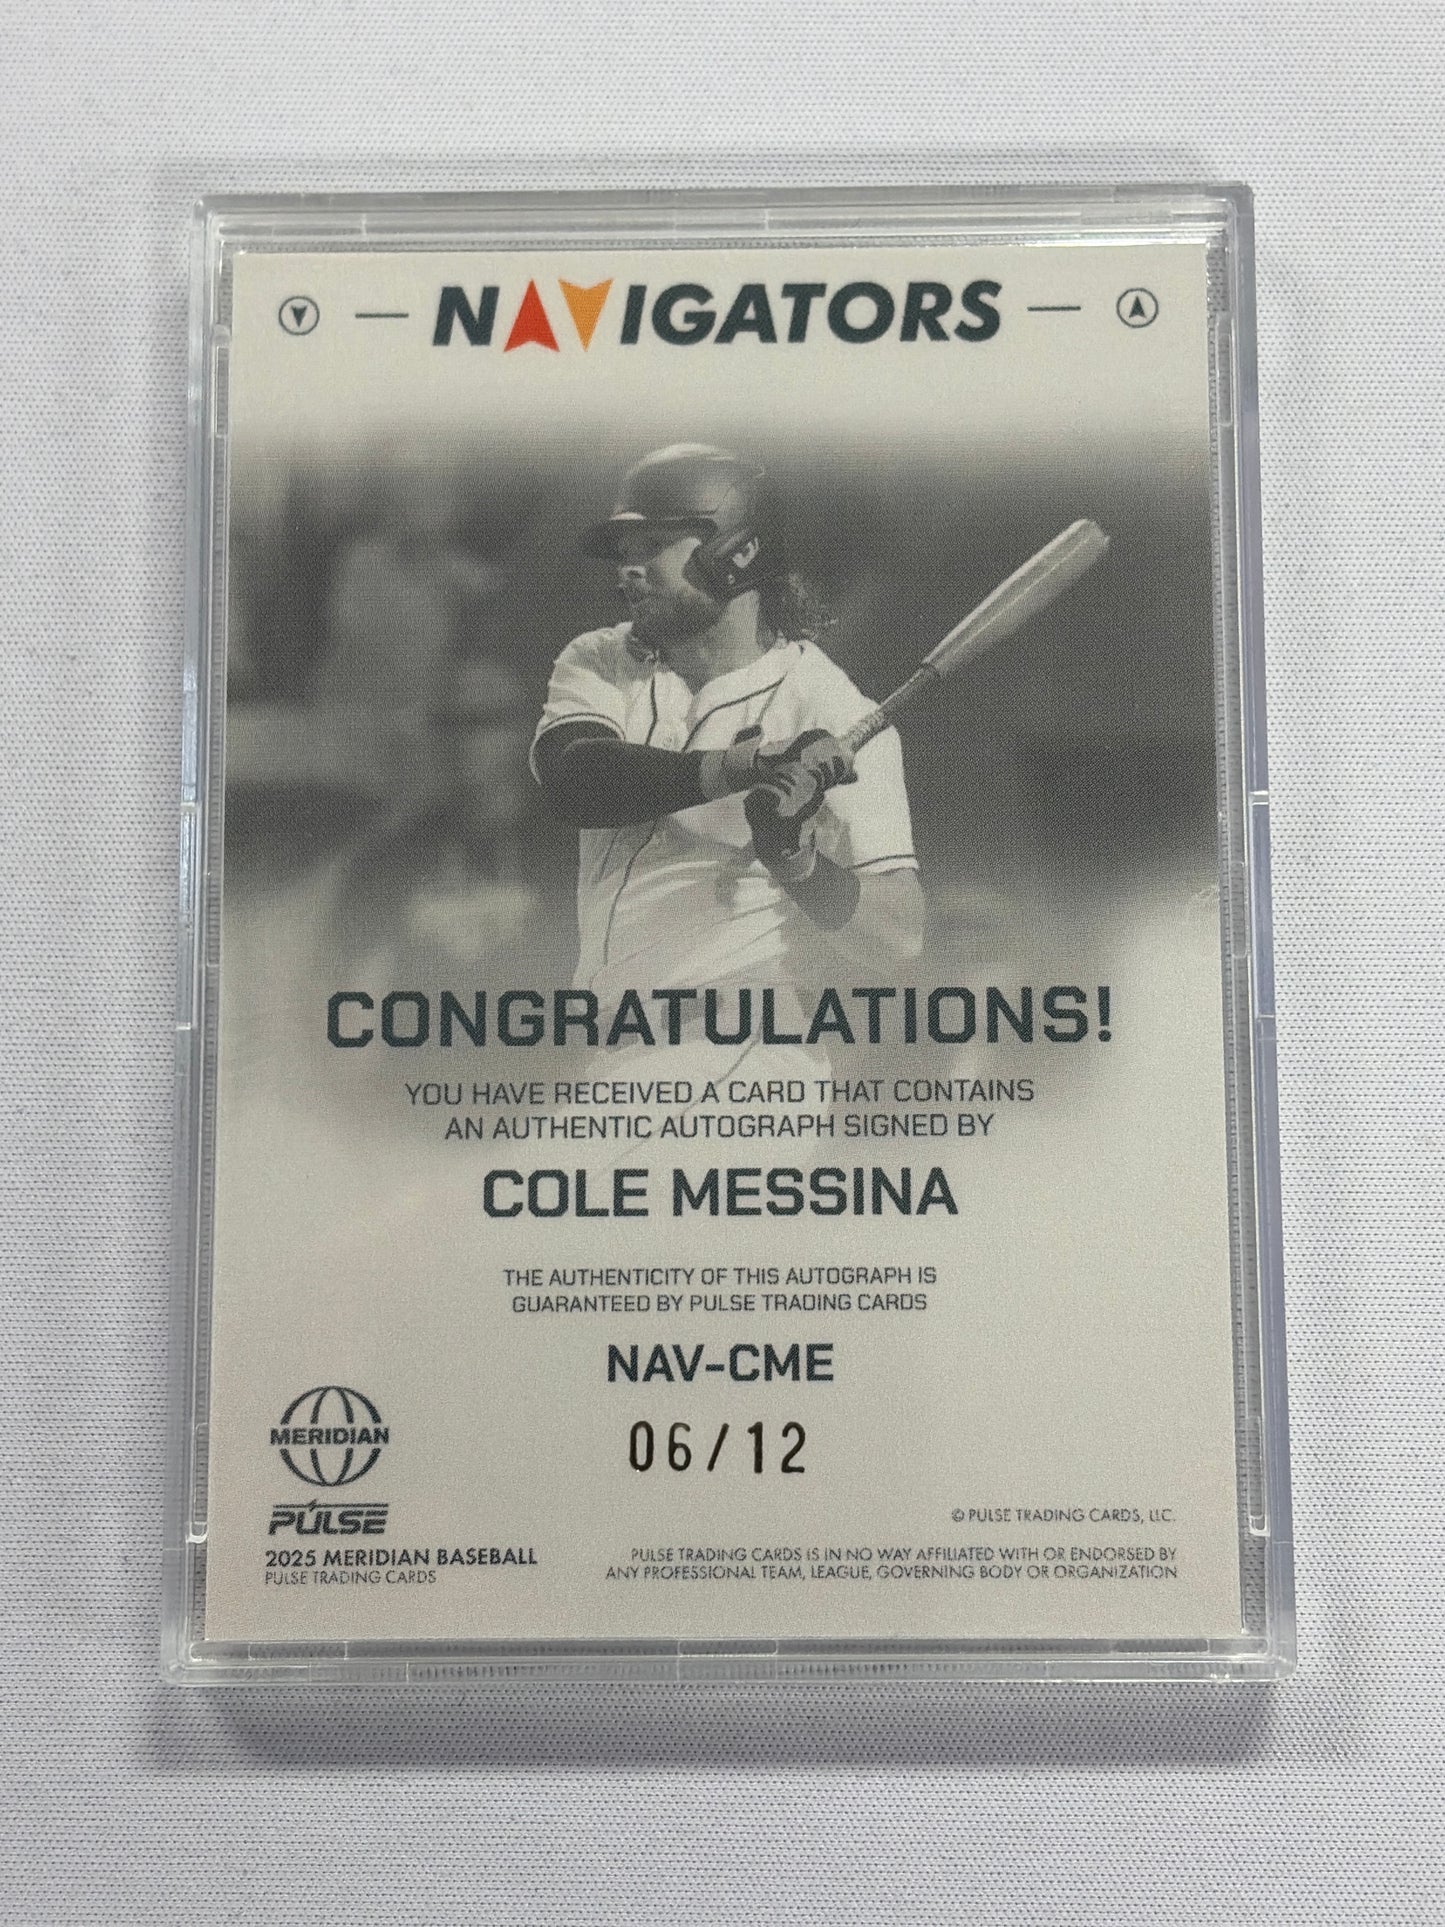 NAVIGATORS
3
CONGRATULATIONS!
YOU HAVE RECEIVED A CARD THAT CONTAINS
AN AUTHENTIC AUTOGRAPH SIGNED BY
COLE MESSINA
THE AUTHENTICITY OF THIS AUTOGRAPH IS
GUARANTEED BY PULSE TRADING CARDS
NAV-CME
06/12
MERIDIAN
PULSE
2025 MERIDIAN BASEBALL
PULSE TRADING CARDS
© PULSE TRADING CARDS, LLC.
PULSE TRADING CARDS IS IN NO WAY AFFILIATED WITH OR ENDORSED BY
ANY PROFESSIONAL TEAM, LEAGUE, GOVERNING BODY OR ORGANIZATION